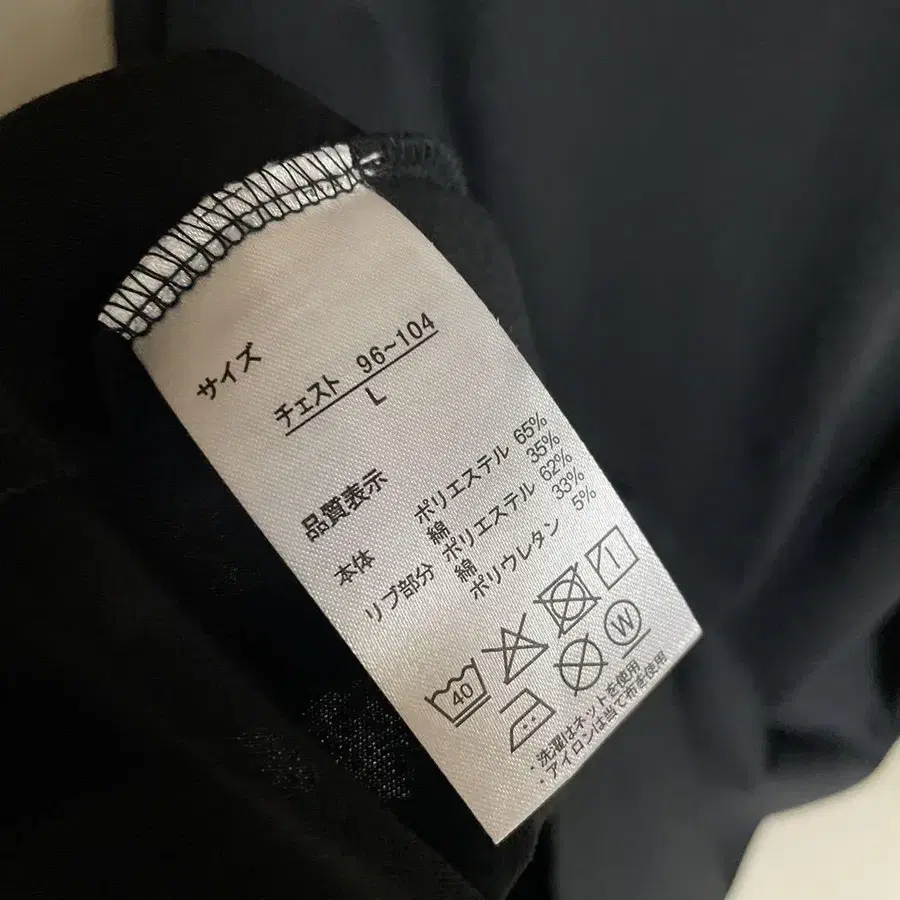 サイズ
チェスト 96~104
L
品質表示
本体 ポリエステル 65%
綿 35%
リブ部分 ポリエステル 62%
綿 33%
ポリウレタン 5%
40
W
・洗濯はネットを使用
・アイロンは当て布を使用